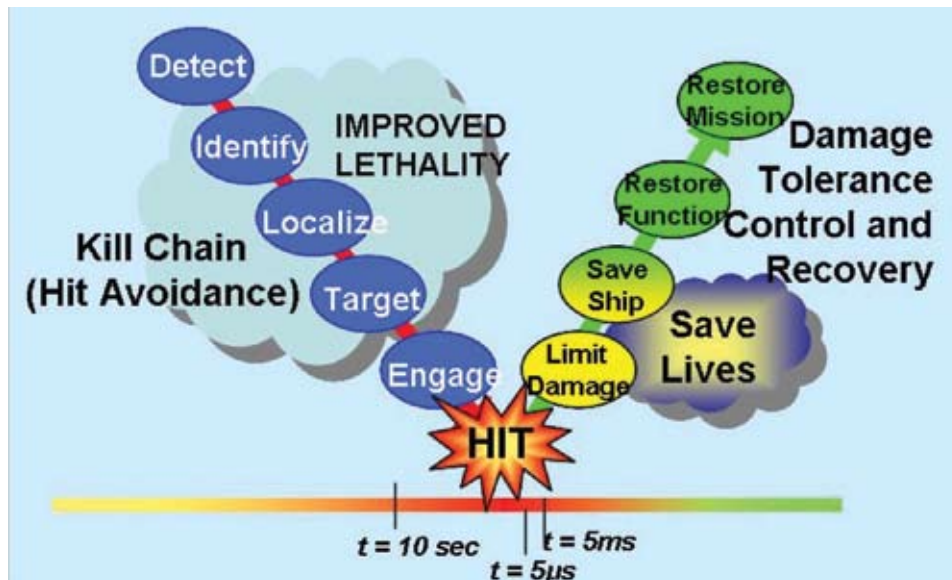 Detect
Identify
Localize
Target
Engage
IMPROVED
LETHALITY
Kill Chain
(Hit Avoidance)
HIT
Limit
Damage
Save
Ship
Restore
Function
Restore
Mission
Damage
Tolerance
Control and
Recovery
Save
Lives
t = 10 sec
t = 5µs
t = 5ms